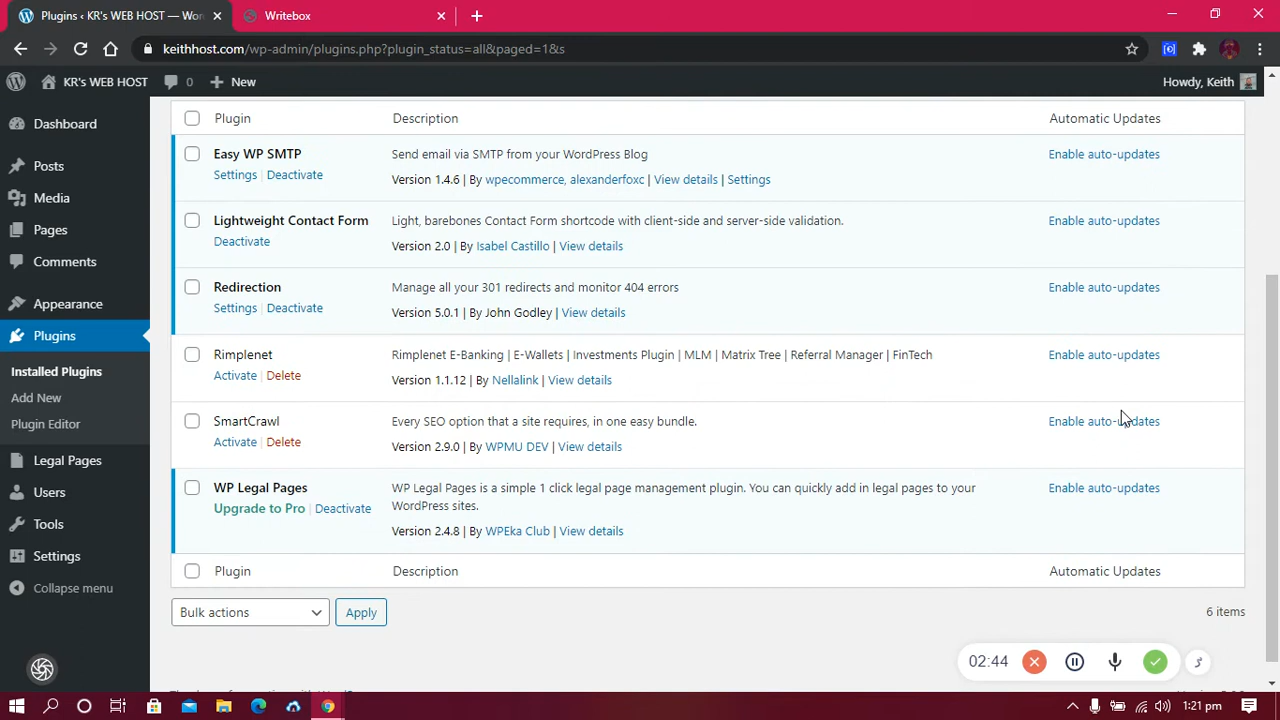 Plugins ‹ KR's WEB HOST — Wor
Writebox
keithhost.com/wp-admin/plugins.php?plugin_status=all&paged=1&s
KR's WEB HOST 0 New Howdy, Keith
Dashboard
Posts
Media
Pages
Comments
Appearance
Plugins
Installed Plugins
Add New
Plugin Editor
Legal Pages
Users
Tools
Settings
Collapse menu
Plugin Description Automatic Updates
Easy WP SMTP Send email via SMTP from your WordPress Blog Enable auto-updates
Settings | Deactivate Version 1.4.6 | By wpecommerce, alexanderfoxc | View details | Settings
Lightweight Contact Form Light, barebones Contact Form shortcode with client-side and server-side validation. Enable auto-updates
Deactivate Version 2.0 | By Isabel Castillo | View details
Redirection Manage all your 301 redirects and monitor 404 errors Enable auto-updates
Settings | Deactivate Version 5.0.1 | By John Godley | View details
Rimplenet Rimplenet E-Banking | E-Wallets | Investments Plugin | MLM | Matrix Tree | Referral Manager | FinTech Enable auto-updates
Activate | Delete Version 1.1.12 | By Nellalink | View details
SmartCrawl Every SEO option that a site requires, in one easy bundle. Enable auto-updates
Activate | Delete Version 2.9.0 | By WPMU DEV | View details
WP Legal Pages WP Legal Pages is a simple 1 click legal page management plugin. You can quickly add in legal pages to your Enable auto-updates
Upgrade to Pro | Deactivate WordPress sites.
Version 2.4.8 | By WPEka Club | View details
Plugin Description Automatic Updates
Bulk actions Apply 6 items
02:44
1:21 pm